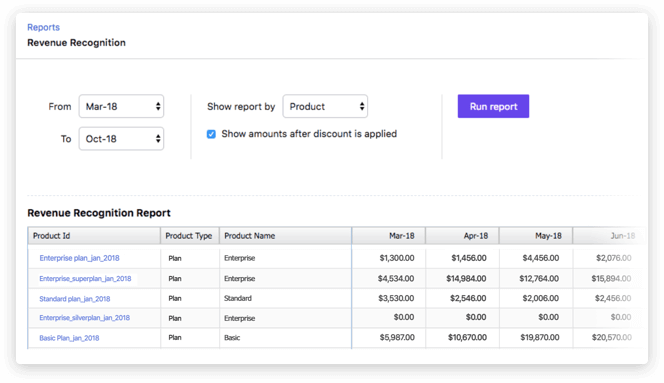 Reports
Revenue Recognition
From Mar-18 Show report by Product Run report
To Oct-18 Show amounts after discount is applied
Revenue Recognition Report
Product Id Product Type Product Name Mar-18 Apr-18 May-18 Jun-18
Enterprise plan_jan_2018 Plan Enterprise $1,300.00 $1,456.00 $4,456.00 $2,076.00
Enterprise_superplan_jan_2018 Plan Enterprise $4,534.00 $14,984.00 $12,764.00 $15,894.00
Standard plan_jan_2018 Plan Standard $3,530.00 $2,546.00 $2,006.00 $2,456.00
Enterprise_silverplan_jan_2018 Plan Enterprise $0.00 $0.00 $0.00 $0.00
Basic Plan_jan_2018 Plan Basic $5,987.00 $10,670.00 $19,870.00 $20,570.00